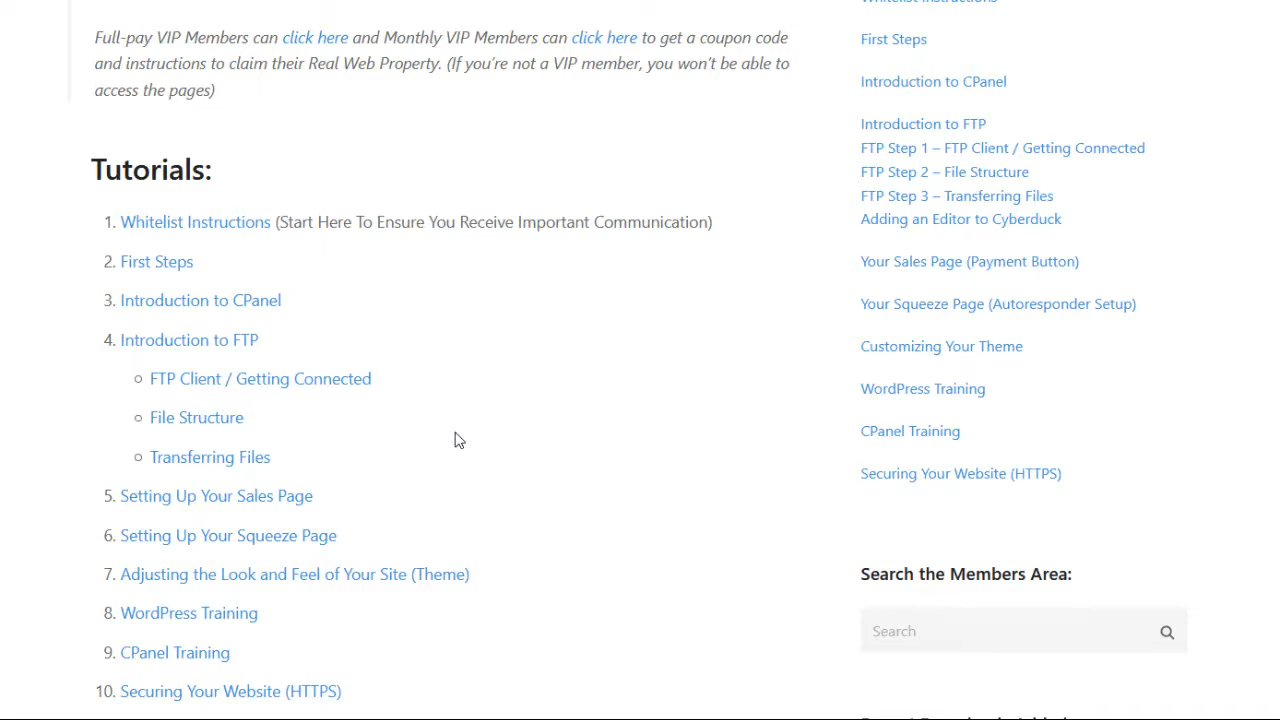 Full-pay VIP Members can click here and Monthly VIP Members can click here to get a coupon code
and instructions to claim their Real Web Property. (If you're not a VIP member, you won't be able to
access the pages)
Tutorials:
1. Whitelist Instructions (Start Here To Ensure You Receive Important Communication)
2. First Steps
3. Introduction to CPanel
4. Introduction to FTP
FTP Client / Getting Connected
File Structure
Transferring Files
5. Setting Up Your Sales Page
6. Setting Up Your Squeeze Page
7. Adjusting the Look and Feel of Your Site (Theme)
8. WordPress Training
9. CPanel Training
10. Securing Your Website (HTTPS)
Whitelist Instructions
First Steps
Introduction to CPanel
Introduction to FTP
FTP Step 1 – FTP Client / Getting Connected
FTP Step 2 – File Structure
FTP Step 3 – Transferring Files
Adding an Editor to Cyberduck
Your Sales Page (Payment Button)
Your Squeeze Page (Autoresponder Setup)
Customizing Your Theme
WordPress Training
CPanel Training
Securing Your Website (HTTPS)
Search the Members Area:
Search